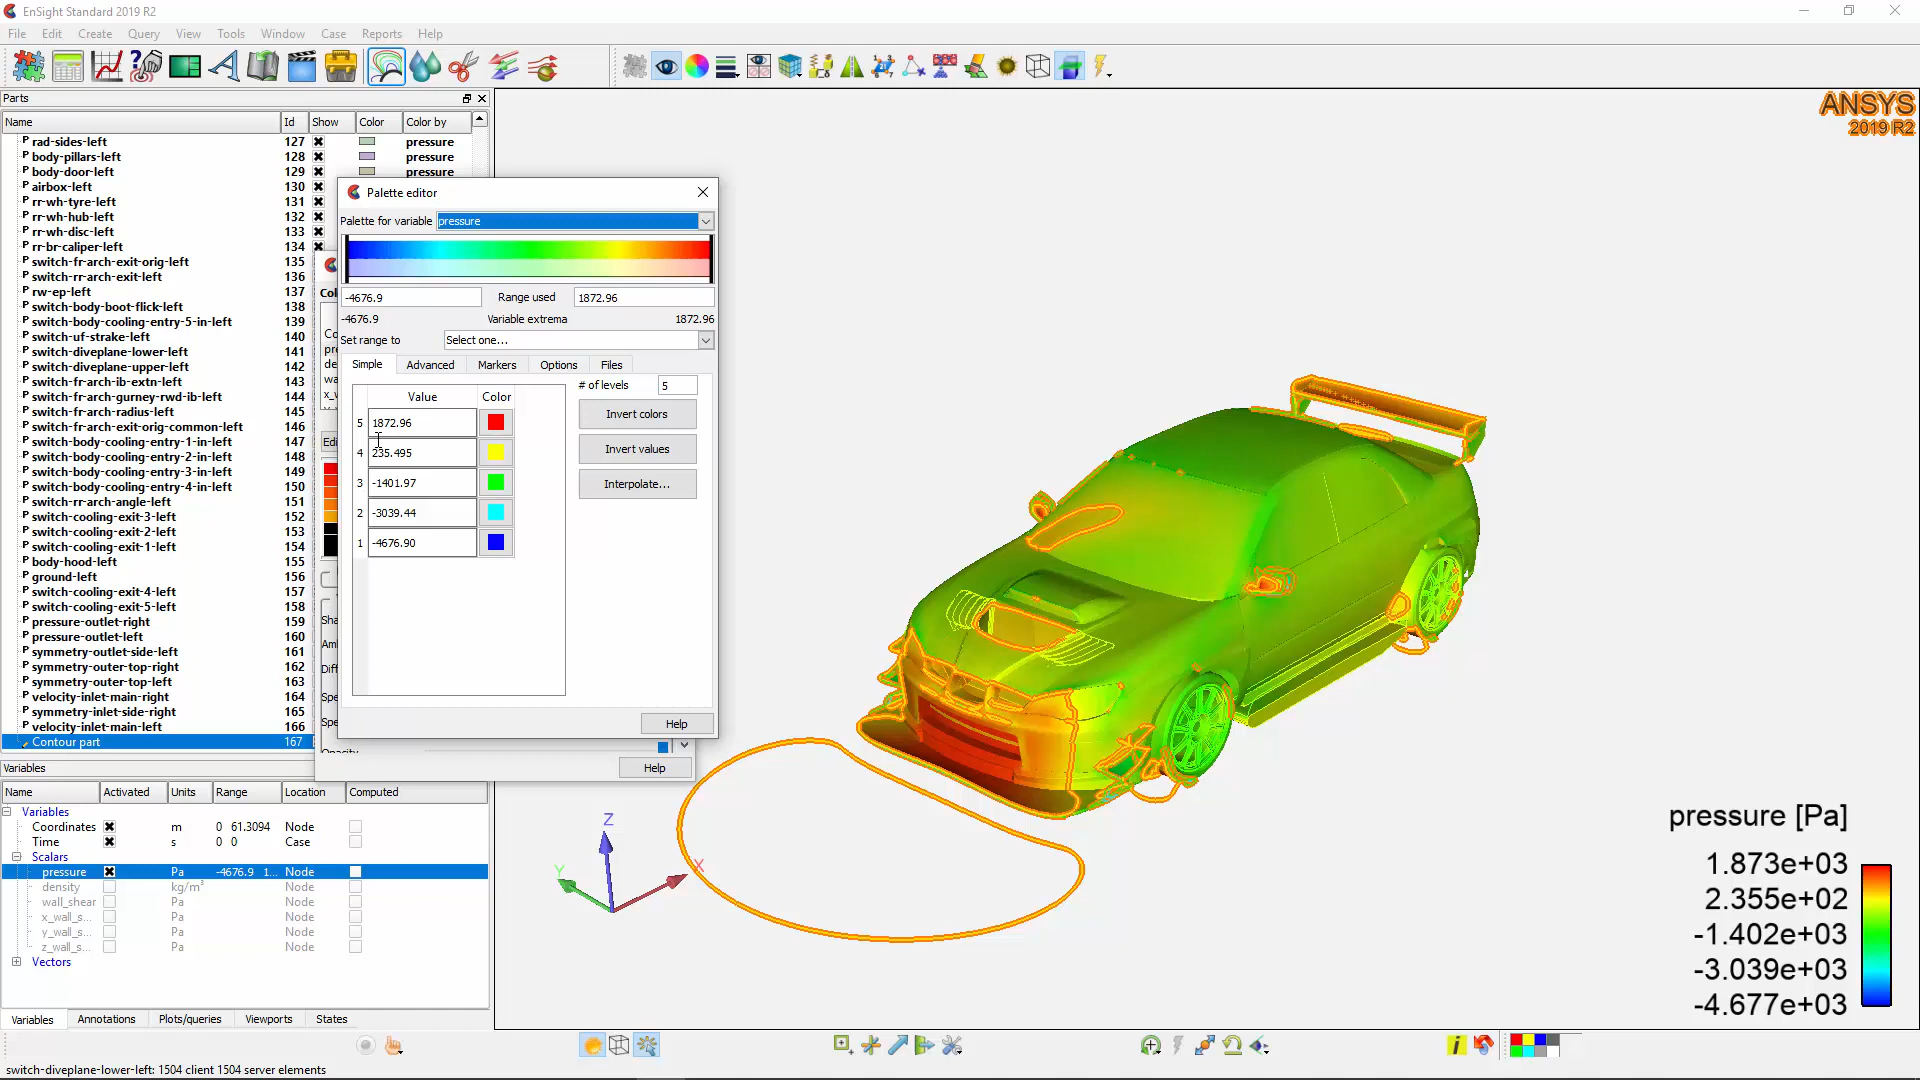 EnSight Standard 2019 R2
File Edit Create Query View Tools Window Case Reports Help
Parts
Name Id Show Color Color by
rad-sides-left 127 pressure
body-pillars-left 128 pressure
body-door-left 129 pressure
airbox-left 130
rr-wh-tyre-left 131
rr-wh-hub-left 132
rr-wh-disc-left 133
rr-br-caliper-left 134
switch-fr-arch-exit-orig-left 135
switch-rr-arch-exit-left 136
rw-ep-left 137
switch-body-boot-flick-left 138
switch-body-cooling-entry-5-in-left 139
switch-uf-strake-left 140
switch-diveplane-lower-left 141
switch-diveplane-upper-left 142
switch-fr-arch-ib-extn-left 143
switch-fr-arch-gurney-rwd-ib-left 144
switch-fr-arch-radius-left 145
switch-fr-arch-exit-orig-common-left 146
switch-body-cooling-entry-1-in-left 147
switch-body-cooling-entry-2-in-left 148
switch-body-cooling-entry-3-in-left 149
switch-body-cooling-entry-4-in-left 150
switch-rr-arch-angle-left 151
switch-cooling-exit-3-left 152
switch-cooling-exit-2-left 153
switch-cooling-exit-1-left 154
body-hood-left 155
ground-left 156
switch-cooling-exit-4-left 157
switch-cooling-exit-5-left 158
pressure-outlet-right 159
pressure-outlet-left 160
symmetry-outlet-side-left 161
symmetry-outer-top-right 162
symmetry-outer-top-left 163
velocity-inlet-main-right 164
symmetry-inlet-side-right 165
velocity-inlet-main-left 166
Contour part 167
Palette editor
Palette for variable pressure
-4676.9 Range used 1872.96
-4676.9 Variable extrema 1872.96
Set range to Select one...
Simple Advanced Markers Options Files
Value Color
5 1872.96
4 235.495
3 -1401.97
2 -3039.44
1 -4676.90
# of levels 5
Invert colors
Invert values
Interpolate...
Help
Col
Co
pre
de
wa
x_w
Edi
Sha
Am
Diff
Spe
Spe
Opacity
Help
Variables
Name Activated Units Range Location Computed
Variables
Coordinates m 0 61.3094 Node
Time s 0 0 Case
Scalars
pressure Pa -4676.9 1... Node
density kg/m³ Node
wall_shear Pa Node
x_wall_s... Pa Node
y_wall_s... Pa Node
z_wall_s... Pa Node
Vectors
Variables Annotations Plots/queries Viewports States
switch-diveplane-lower-left: 1504 client 1504 server elements
ANSYS
2019 R2
Z
Y
X
pressure [Pa]
1.873e+03
2.355e+02
-1.402e+03
-3.039e+03
-4.677e+03